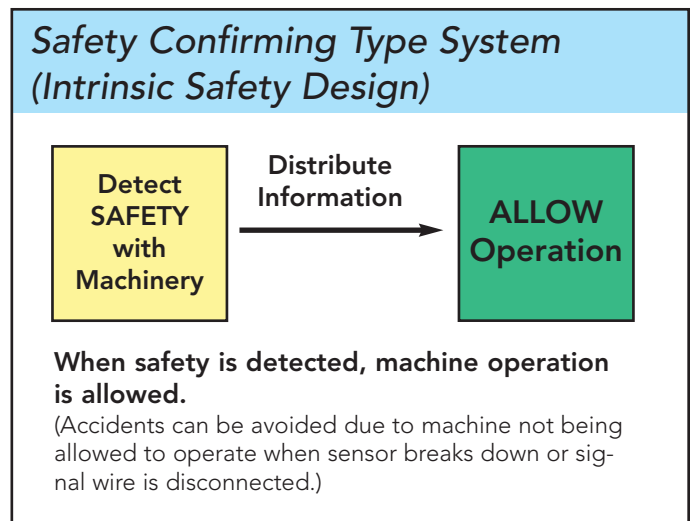 Safety Confirming Type System
(Intrinsic Safety Design)
Detect
SAFETY
with
Machinery
Distribute
Information
ALLOW
Operation
When safety is detected, machine operation
is allowed.
(Accidents can be avoided due to machine not being
allowed to operate when sensor breaks down or sig-
nal wire is disconnected.)